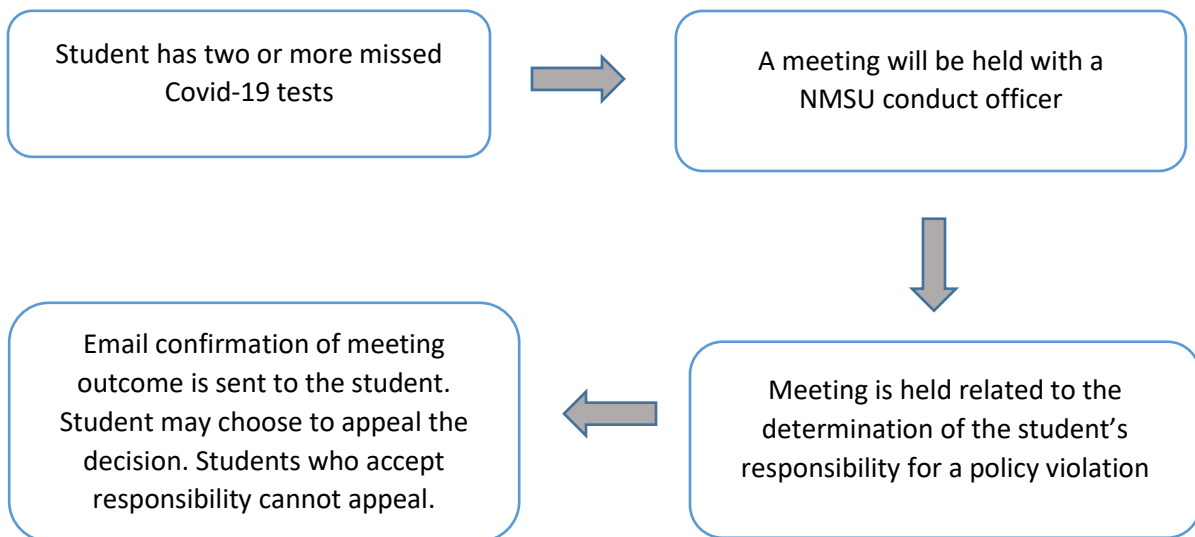 Student has two or more missed
Covid-19 tests
A meeting will be held with a
NMSU conduct officer
Meeting is held related to the
determination of the student’s
responsibility for a policy violation
Email confirmation of meeting
outcome is sent to the student.
Student may choose to appeal the
decision. Students who accept
responsibility cannot appeal.